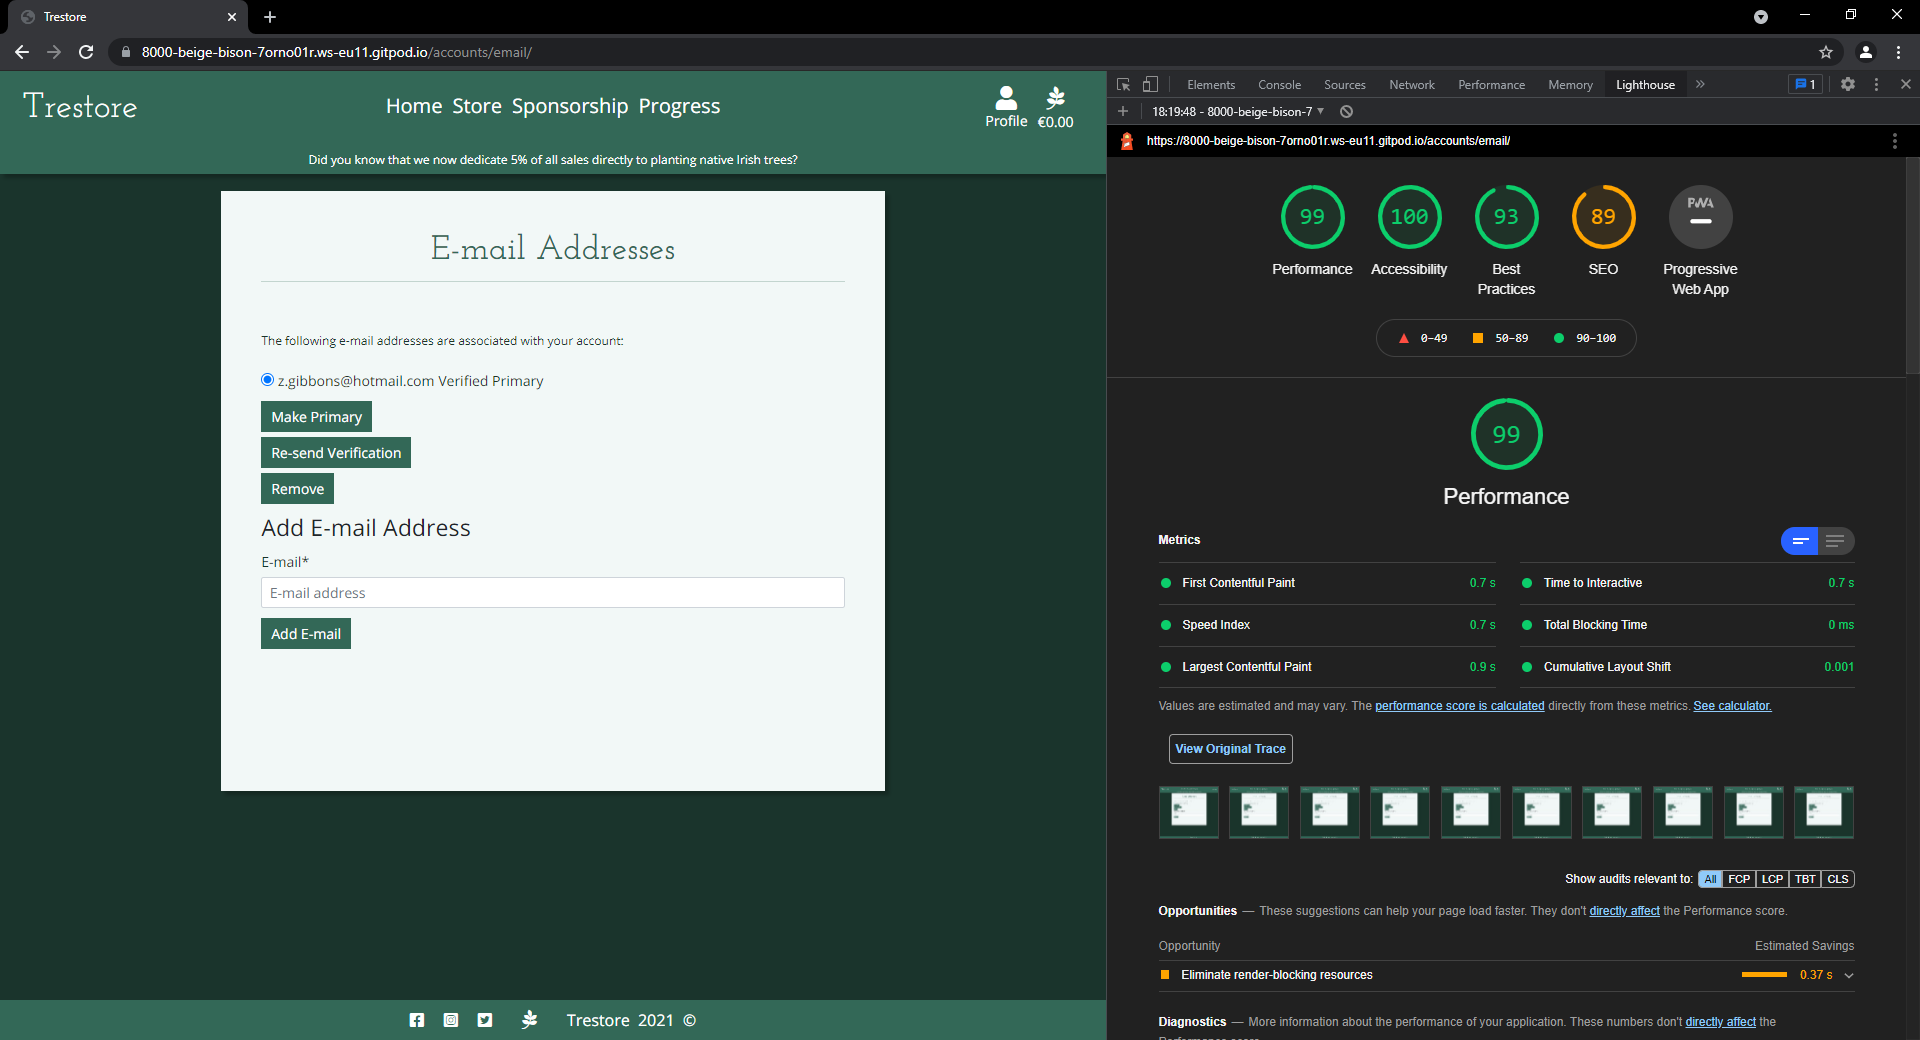 Trestore
8000-beige-bison-7orno01r.ws-eu11.gitpod.io/accounts/email/
Trestore
Home Store Sponsorship Progress
Profile €0.00
Did you know that we now dedicate 5% of all sales directly to planting native Irish trees?
E-mail Addresses
The following e-mail addresses are associated with your account:
z.gibbons@hotmail.com Verified Primary
Make Primary
Re-send Verification
Remove
Add E-mail Address
E-mail*
E-mail address
Add E-mail
Trestore 2021 ©
Elements Console Sources Network Performance Memory Lighthouse 1
18:19:48 - 8000-beige-bison-7
https://8000-beige-bison-7orno01r.ws-eu11.gitpod.io/accounts/email/
99 100 93 89 PWA
Performance Accessibility Best Practices SEO Progressive Web App
0–49 50–89 90–100
99
Performance
Metrics
First Contentful Paint 0.7 s
Time to Interactive 0.7 s
Speed Index 0.7 s
Total Blocking Time 0 ms
Largest Contentful Paint 0.9 s
Cumulative Layout Shift 0.001
Values are estimated and may vary. The performance score is calculated directly from these metrics. See calculator.
View Original Trace
Show audits relevant to: All FCP LCP TBT CLS
Opportunities — These suggestions can help your page load faster. They don't directly affect the Performance score.
Opportunity Estimated Savings
Eliminate render-blocking resources 0.37 s
Diagnostics — More information about the performance of your application. These numbers don't directly affect the